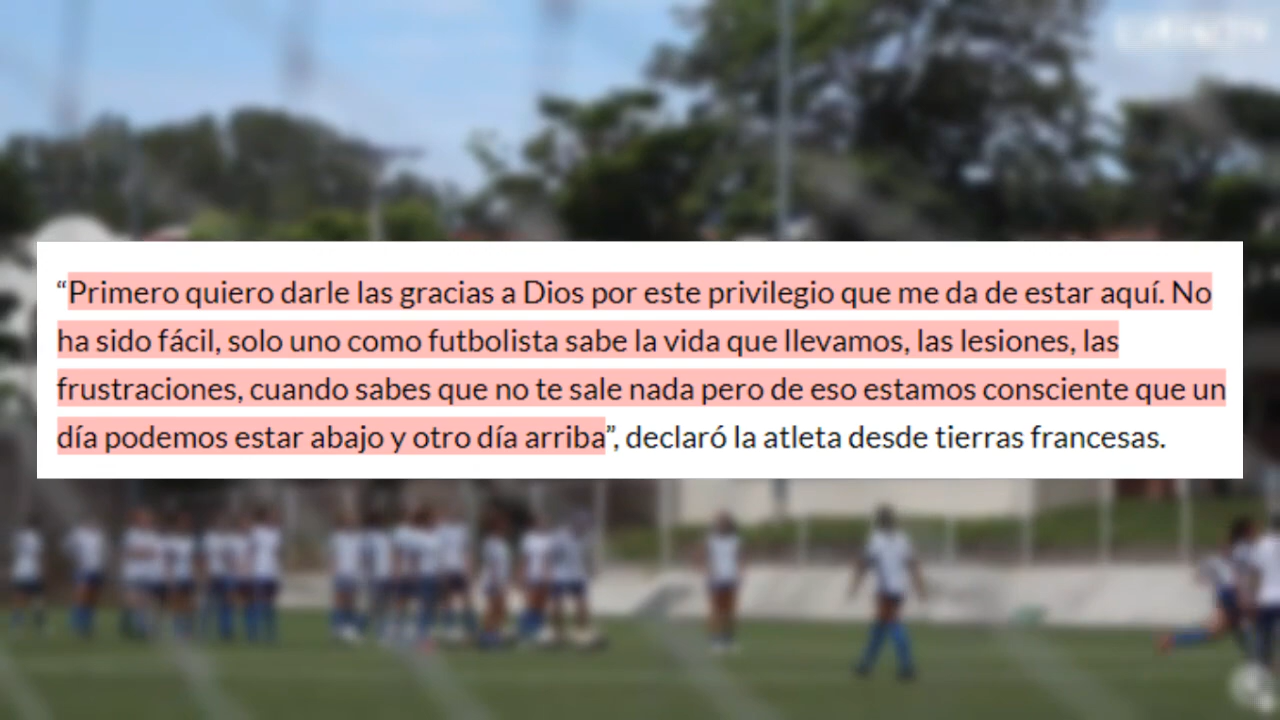 “Primero quiero darle las gracias a Dios por este privilegio que me da de estar aquí. No
ha sido fácil, solo uno como futbolista sabe la vida que llevamos, las lesiones, las
frustraciones, cuando sabes que no te sale nada pero de eso estamos consciente que un
día podemos estar abajo y otro día arriba”, declaró la atleta desde tierras francesas.